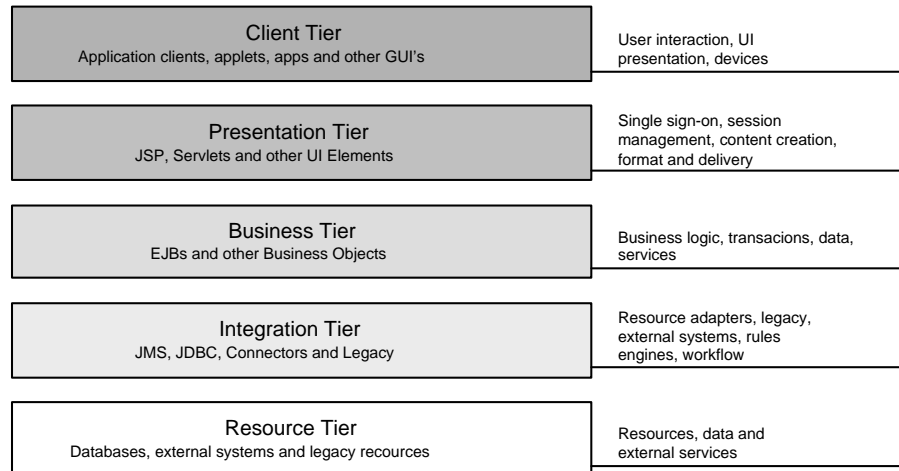 Client Tier
Application clients, applets, apps and other GUI's
User interaction, UI
presentation, devices
Presentation Tier
JSP, Servlets and other UI Elements
Single sign-on, session
management, content creation,
format and delivery
Business Tier
EJBs and other Business Objects
Business logic, transacions, data,
services
Integration Tier
JMS, JDBC, Connectors and Legacy
Resource adapters, legacy,
external systems, rules
engines, workflow
Resource Tier
Databases, external systems and legacy recources
Resources, data and
external services